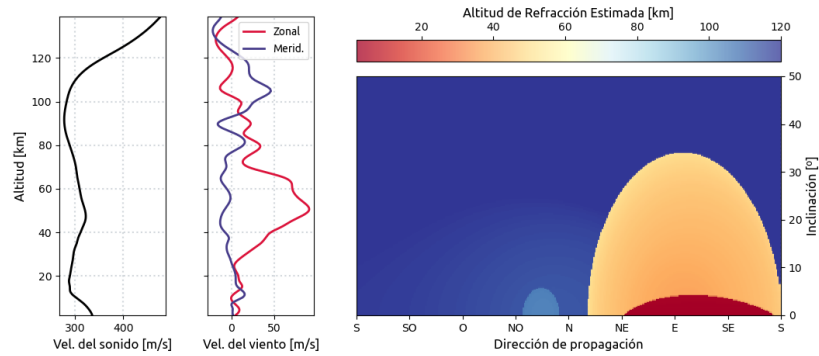 Altitud de Refracción Estimada [km]
20 40 60 80 100 120
Zonal
Merid.
Altitud [km]
120
100
80
60
40
20
300 400
Vel. del sonido [m/s]
0 50
Vel. del viento [m/s]
50
40
30
20
10
0
Inclinación [º]
S SO O NO N NE E SE S
Dirección de propagación